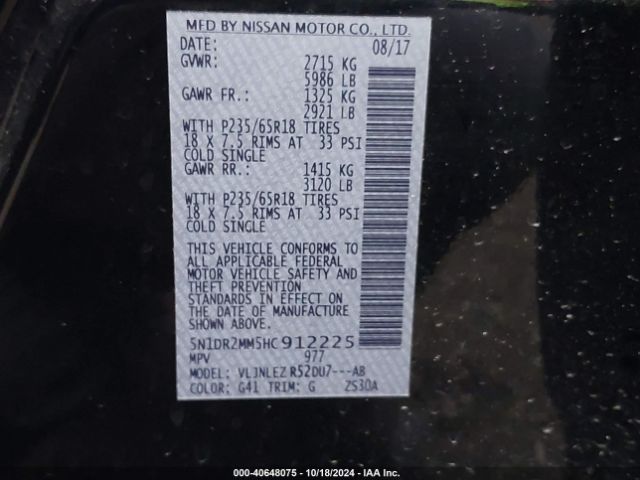 MFD BY NISSAN MOTOR CO., LTD.
DATE: 08/17
GVWR: 2715 KG
5986 LB
GAWR FR.: 1325 KG
2921 LB
WITH P235/65R18 TIRES
18 X 7.5 RIMS AT 33 PSI
COLD SINGLE
GAWR RR.: 1415 KG
3120 LB
WITH P235/65R18 TIRES
18 X 7.5 RIMS AT 33 PSI
COLD SINGLE
THIS VEHICLE CONFORMS TO
ALL APPLICABLE FEDERAL
MOTOR VEHICLE SAFETY AND
THEFT PREVENTION
STANDARDS IN EFFECT ON
THE DATE OF MANUFACTURE
SHOWN ABOVE.
5N1DR2MM5HC912225
MPV 977
MODEL: VLJNLEZ R52DU7---AB
COLOR: G41 TRIM: G ZS30A
000-40648075 - 10/18/2024 - IAA Inc.